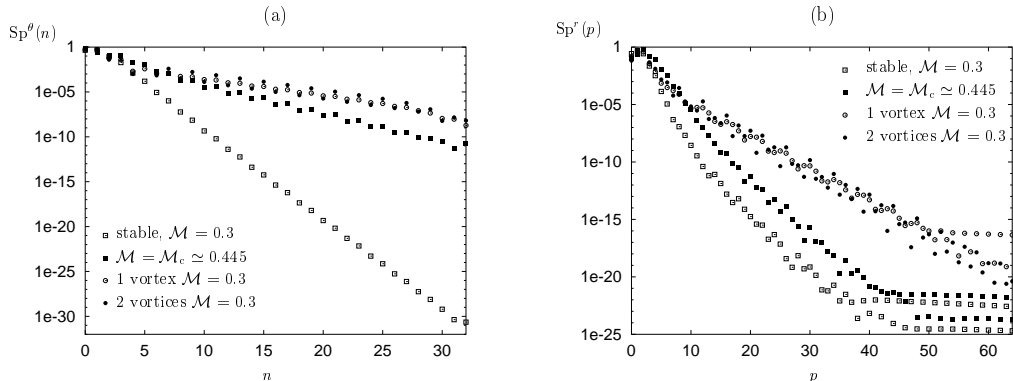 (a)
Sp^θ(n)
1
1e-05
1e-10
1e-15
1e-20
1e-25
1e-30
stable, ℳ = 0.3
ℳ = ℳ_c ≃ 0.445
1 vortex ℳ = 0.3
2 vortices ℳ = 0.3
0 5 10 15 20 25 30
n
(b)
Sp^r(p)
1
1e-05
1e-10
1e-15
1e-20
1e-25
stable, ℳ = 0.3
ℳ = ℳ_c ≃ 0.445
1 vortex ℳ = 0.3
2 vortices ℳ = 0.3
0 10 20 30 40 50 60
p